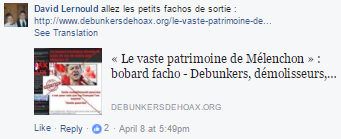 David Lernould allez les petits fachos de sortie :
http://www.debunkersdehoax.org/le-vaste-patrimoine-de...
See Translation
« Le vaste patrimoine de Mélenchon » :
bobard facho - Debunkers, démolisseurs,...
DEBUNKERSDEHOAX.ORG
Like · Reply · 2 · April 8 at 5:49pm